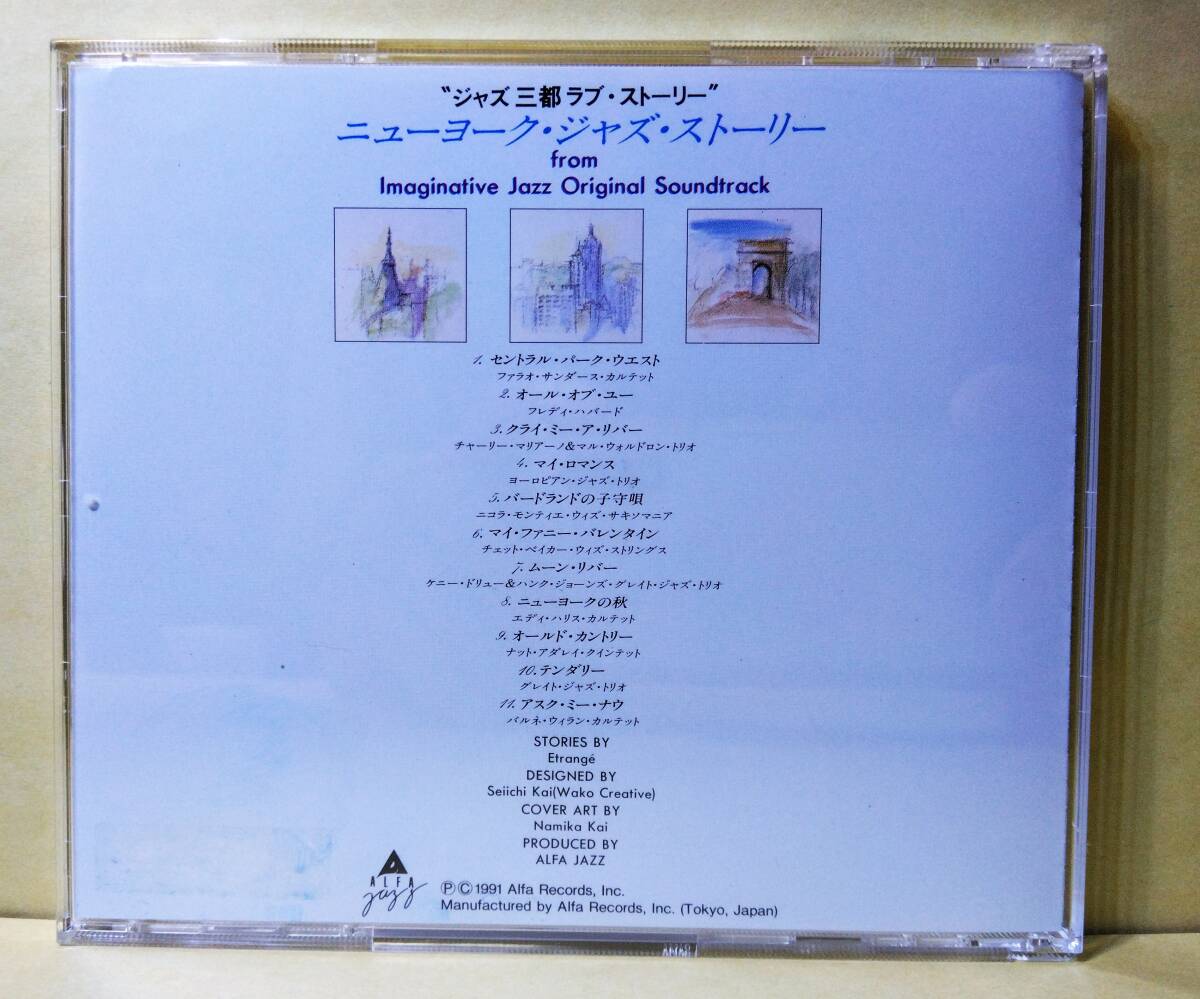 “ジャズ 三都 ラブ・ストーリー”
ニューヨーク・ジャズ・ストーリー
from
Imaginative Jazz Original Soundtrack
1. セントラル・パーク・ウエスト
ファラオ・サンダース・カルテット
2. オール・オブ・ユー
フレディ・ハバード
3. クライ・ミー・ア・リバー
チャーリー・マリアーノ&マル・ウォルドロン・トリオ
4. マイ・ロマンス
ヨーロピアン・ジャズ・トリオ
5. バードランドの子守唄
ニコラ・モンティエ・ウィズ・サキソマニア
6. マイ・ファニー・バレンタイン
チェット・ベイカー・ウィズ・ストリングス
7. ムーン・リバー
ケニー・ドリュー&ハンク・ジョーンズ・グレイト・ジャズ・トリオ
8. ニューヨークの秋
エディ・ハリス・カルテット
9. オールド・カントリー
ナット・アダレイ・クインテット
10. テンダリー
グレイト・ジャズ・トリオ
11. アスク・ミー・ナウ
バルネ・ウィラン・カルテット
STORIES BY
Etrangé
DESIGNED BY
Seiichi Kai(Wako Creative)
COVER ART BY
Namika Kai
PRODUCED BY
ALFA JAZZ
ALFA
jazz
Ⓟ©1991 Alfa Records, Inc.
Manufactured by Alfa Records, Inc. (Tokyo, Japan)